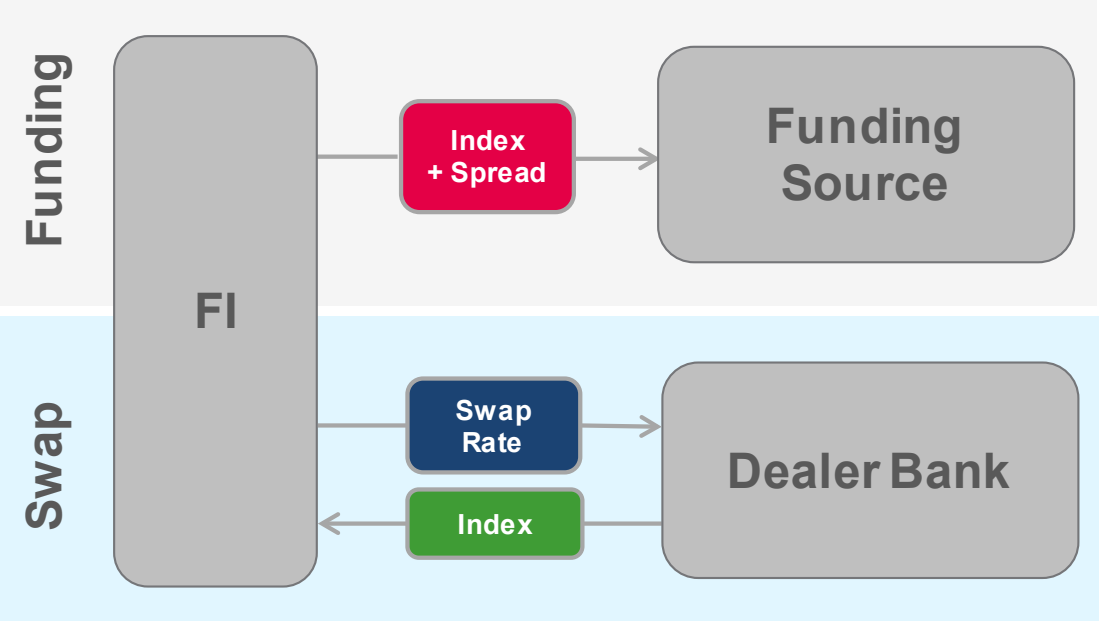 Funding
FI
Index
+ Spread
Funding
Source
Swap
Swap
Rate
Index
Dealer Bank